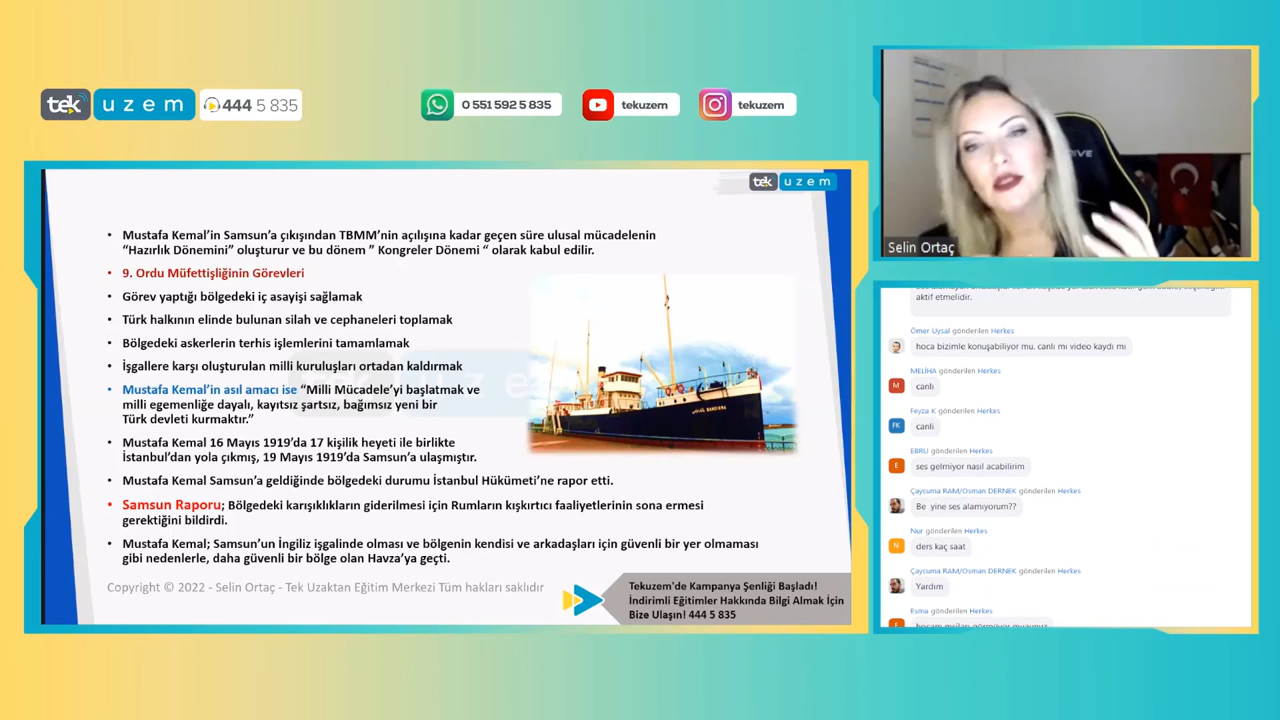 tek uzem 444 5 835
0 551 592 5 835
tekuzem
tekuzem
tek uzem
• Mustafa Kemal’in Samsun’a çıkışından TBMM’nin açılışına kadar geçen süre ulusal mücadelenin
“Hazırlık Dönemini” oluşturur ve bu dönem ” Kongreler Dönemi “ olarak kabul edilir.
• 9. Ordu Müfettişliğinin Görevleri
• Görev yaptığı bölgedeki iç asayişi sağlamak
• Türk halkının elinde bulunan silah ve cephaneleri toplamak
• Bölgedeki askerlerin terhis işlemlerini tamamlamak
• İşgallere karşı oluşturulan milli kuruluşları ortadan kaldırmak
• Mustafa Kemal’in asıl amacı ise “Milli Mücadele’yi başlatmak ve
milli egemenliğe dayalı, kayıtsız şartsız, bağımsız yeni bir
Türk devleti kurmaktır.”
• Mustafa Kemal 16 Mayıs 1919’da 17 kişilik heyeti ile birlikte
İstanbul’dan yola çıkmış, 19 Mayıs 1919’da Samsun’a ulaşmıştır.
• Mustafa Kemal Samsun’a geldiğinde bölgedeki durumu İstanbul Hükümeti’ne rapor etti.
• Samsun Raporu; Bölgedeki karışıklıkların giderilmesi için Rumların kışkırtıcı faaliyetlerinin sona ermesi
gerektiğini bildirdi.
• Mustafa Kemal; Samsun’un İngiliz işgalinde olması ve bölgenin kendisi ve arkadaşları için güvenli bir yer olmaması
gibi nedenlerle, daha güvenli bir bölge olan Havza’ya geçti.
Copyright © 2022 - Selin Ortaç - Tek Uzaktan Eğitim Merkezi Tüm hakları saklıdır
Tekuzem'de Kampanya Şenliği Başladı!
İndirimli Eğitimler Hakkında Bilgi Almak İçin
Bize Ulaşın! 444 5 835
Selin Ortaç
aktif etmelidir.
Ömer Uysal gönderilen Herkes
hoca bizimle konuşabiliyor mu. canlı mı video kaydı mı
MELİHA gönderilen Herkes
M canlı
Feyza K gönderilen Herkes
FK canli
EBRU gönderilen Herkes
E ses gelmiyor nasıl acabilirim
Çaycuma RAM/Osman DERNEK gönderilen Herkes
Be yine ses alamıyorum??
Nur gönderilen Herkes
N ders kaç saat
Çaycuma RAM/Osman DERNEK gönderilen Herkes
Yardım
Esma gönderilen Herkes